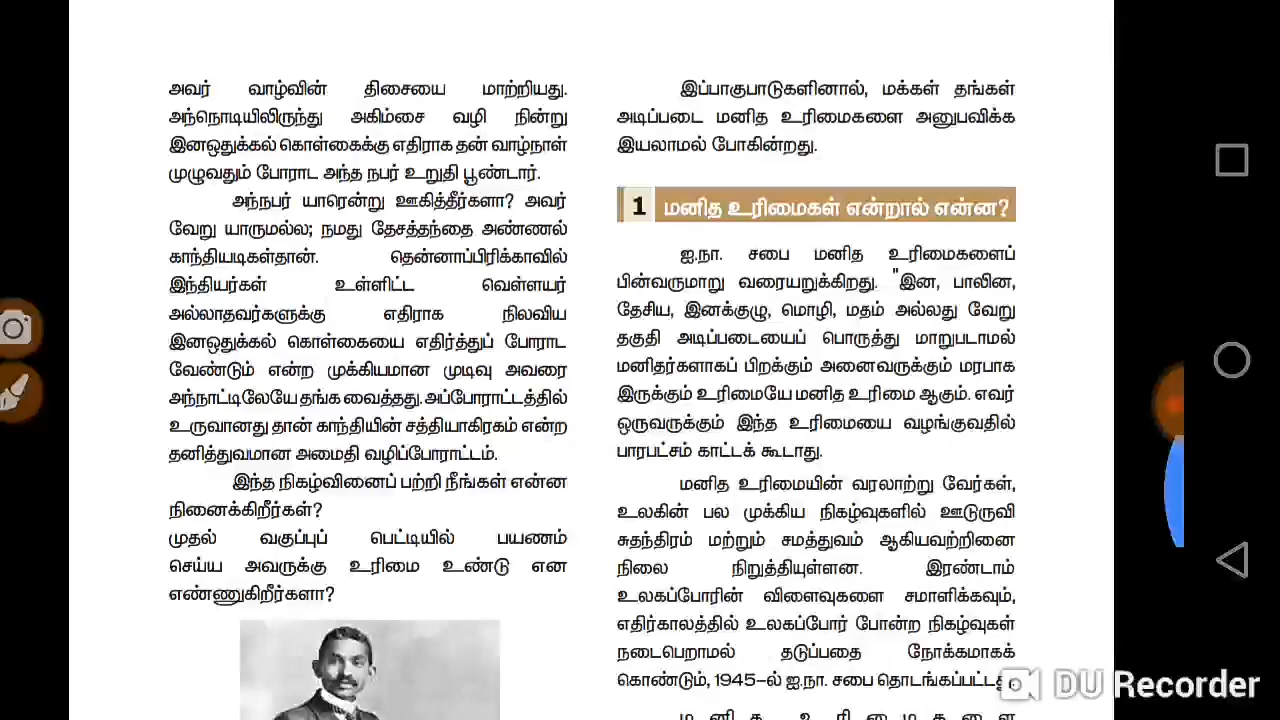 அவர் வாழ்வின் திசையை மாற்றியது.
அந்நொடியிலிருந்து அகிம்சை வழி நின்று
இனஒதுக்கல் கொள்கைக்கு எதிராக தன் வாழ்நாள்
முழுவதும் போராட அந்த நபர் உறுதி பூண்டார்.
அந்நபர் யாரென்று ஊகித்தீர்களா? அவர்
வேறு யாருமல்ல; நமது தேசத்தந்தை அண்ணல்
காந்தியடிகள்தான். தென்னாப்பிரிக்காவில்
இந்தியர்கள் உள்ளிட்ட வெள்ளயர்
அல்லாதவர்களுக்கு எதிராக நிலவிய
இனஒதுக்கல் கொள்கையை எதிர்த்துப் போராட
வேண்டும் என்ற முக்கியமான முடிவு அவரை
அந்நாட்டிலேயே தங்க வைத்தது.அப்போராட்டத்தில்
உருவானது தான் காந்தியின் சத்தியாகிரகம் என்ற
தனித்துவமான அமைதி வழிப்போராட்டம்.
இந்த நிகழ்வினைப் பற்றி நீங்கள் என்ன
நினைக்கிறீர்கள்?
முதல் வகுப்புப் பெட்டியில் பயணம்
செய்ய அவருக்கு உரிமை உண்டு என
எண்ணுகிறீர்களா?
இப்பாகுபாடுகளினால், மக்கள் தங்கள்
அடிப்படை மனித உரிமைகளை அனுபவிக்க
இயலாமல் போகின்றது.
1 மனித உரிமைகள் என்றால் என்ன?
ஐ.நா. சபை மனித உரிமைகளைப்
பின்வருமாறு வரையறுக்கிறது. "இன, பாலின,
தேசிய, இனக்குழு, மொழி, மதம் அல்லது வேறு
தகுதி அடிப்படையைப் பொருத்து மாறுபடாமல்
மனிதர்களாகப் பிறக்கும் அனைவருக்கும் மரபாக
இருக்கும் உரிமையே மனித உரிமை ஆகும். எவர்
ஒருவருக்கும் இந்த உரிமையை வழங்குவதில்
பாரபட்சம் காட்டக் கூடாது.
மனித உரிமையின் வரலாற்று வேர்கள்,
உலகின் பல முக்கிய நிகழ்வுகளில் ஊடுருவி
சுதந்திரம் மற்றும் சமத்துவம் ஆகியவற்றினை
நிலை நிறுத்தியுள்ளன. இரண்டாம்
உலகப்போரின் விளைவுகளை சமாளிக்கவும்,
எதிர்காலத்தில் உலகப்போர் போன்ற நிகழ்வுகள்
நடைபெறாமல் தடுப்பதை நோக்கமாகக்
கொண்டும், 1945–ல் ஐ.நா. சபை தொடங்கப்பட்டது.
மனித உரிமைகளை
DU Recorder